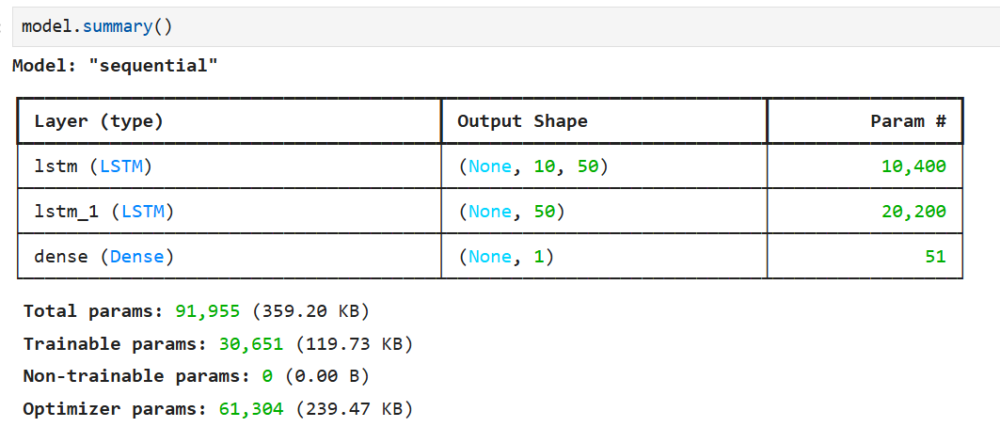 model.summary()
Model: "sequential"
Layer (type) Output Shape Param #
lstm (LSTM) (None, 10, 50) 10,400
lstm_1 (LSTM) (None, 50) 20,200
dense (Dense) (None, 1) 51
Total params: 91,955 (359.20 KB)
Trainable params: 30,651 (119.73 KB)
Non-trainable params: 0 (0.00 B)
Optimizer params: 61,304 (239.47 KB)